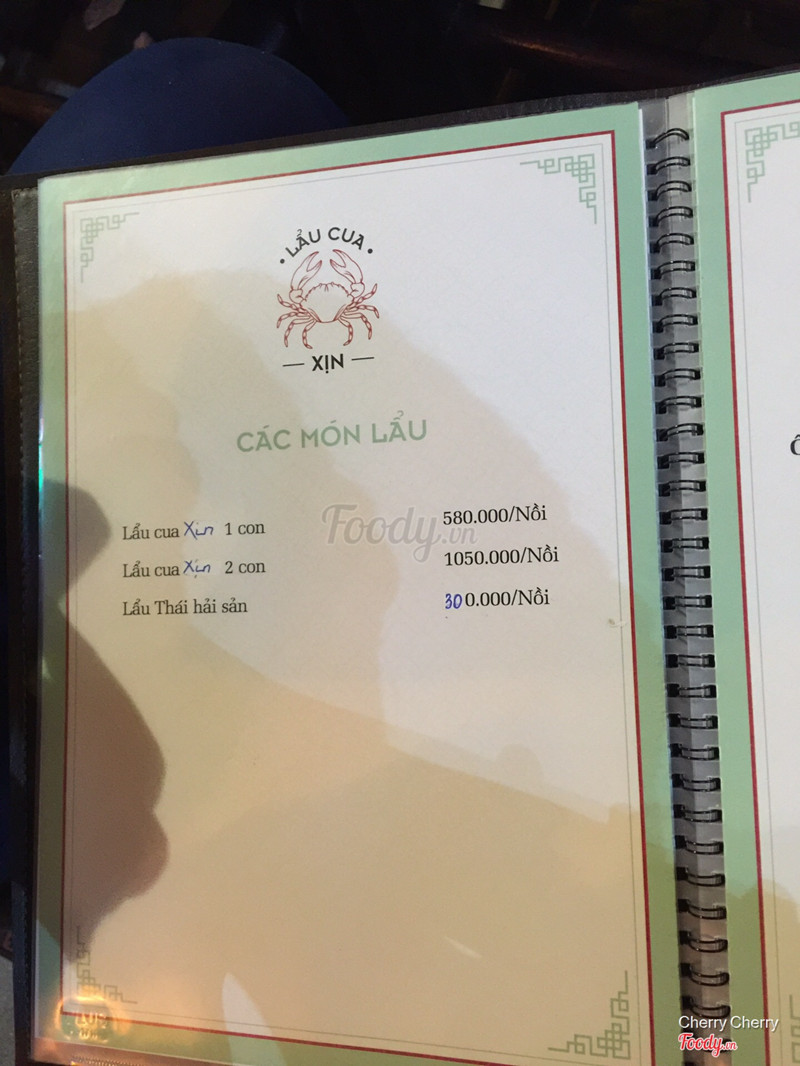 LẨU CUA
XỊN
CÁC MÓN LẨU
Lẩu cua Xịn 1 con 580.000/Nồi
Lẩu cua Xịn 2 con 1050.000/Nồi
Lẩu Thái hải sản 300.000/Nồi
Foody.vn
Cherry Cherry
Foody.vn